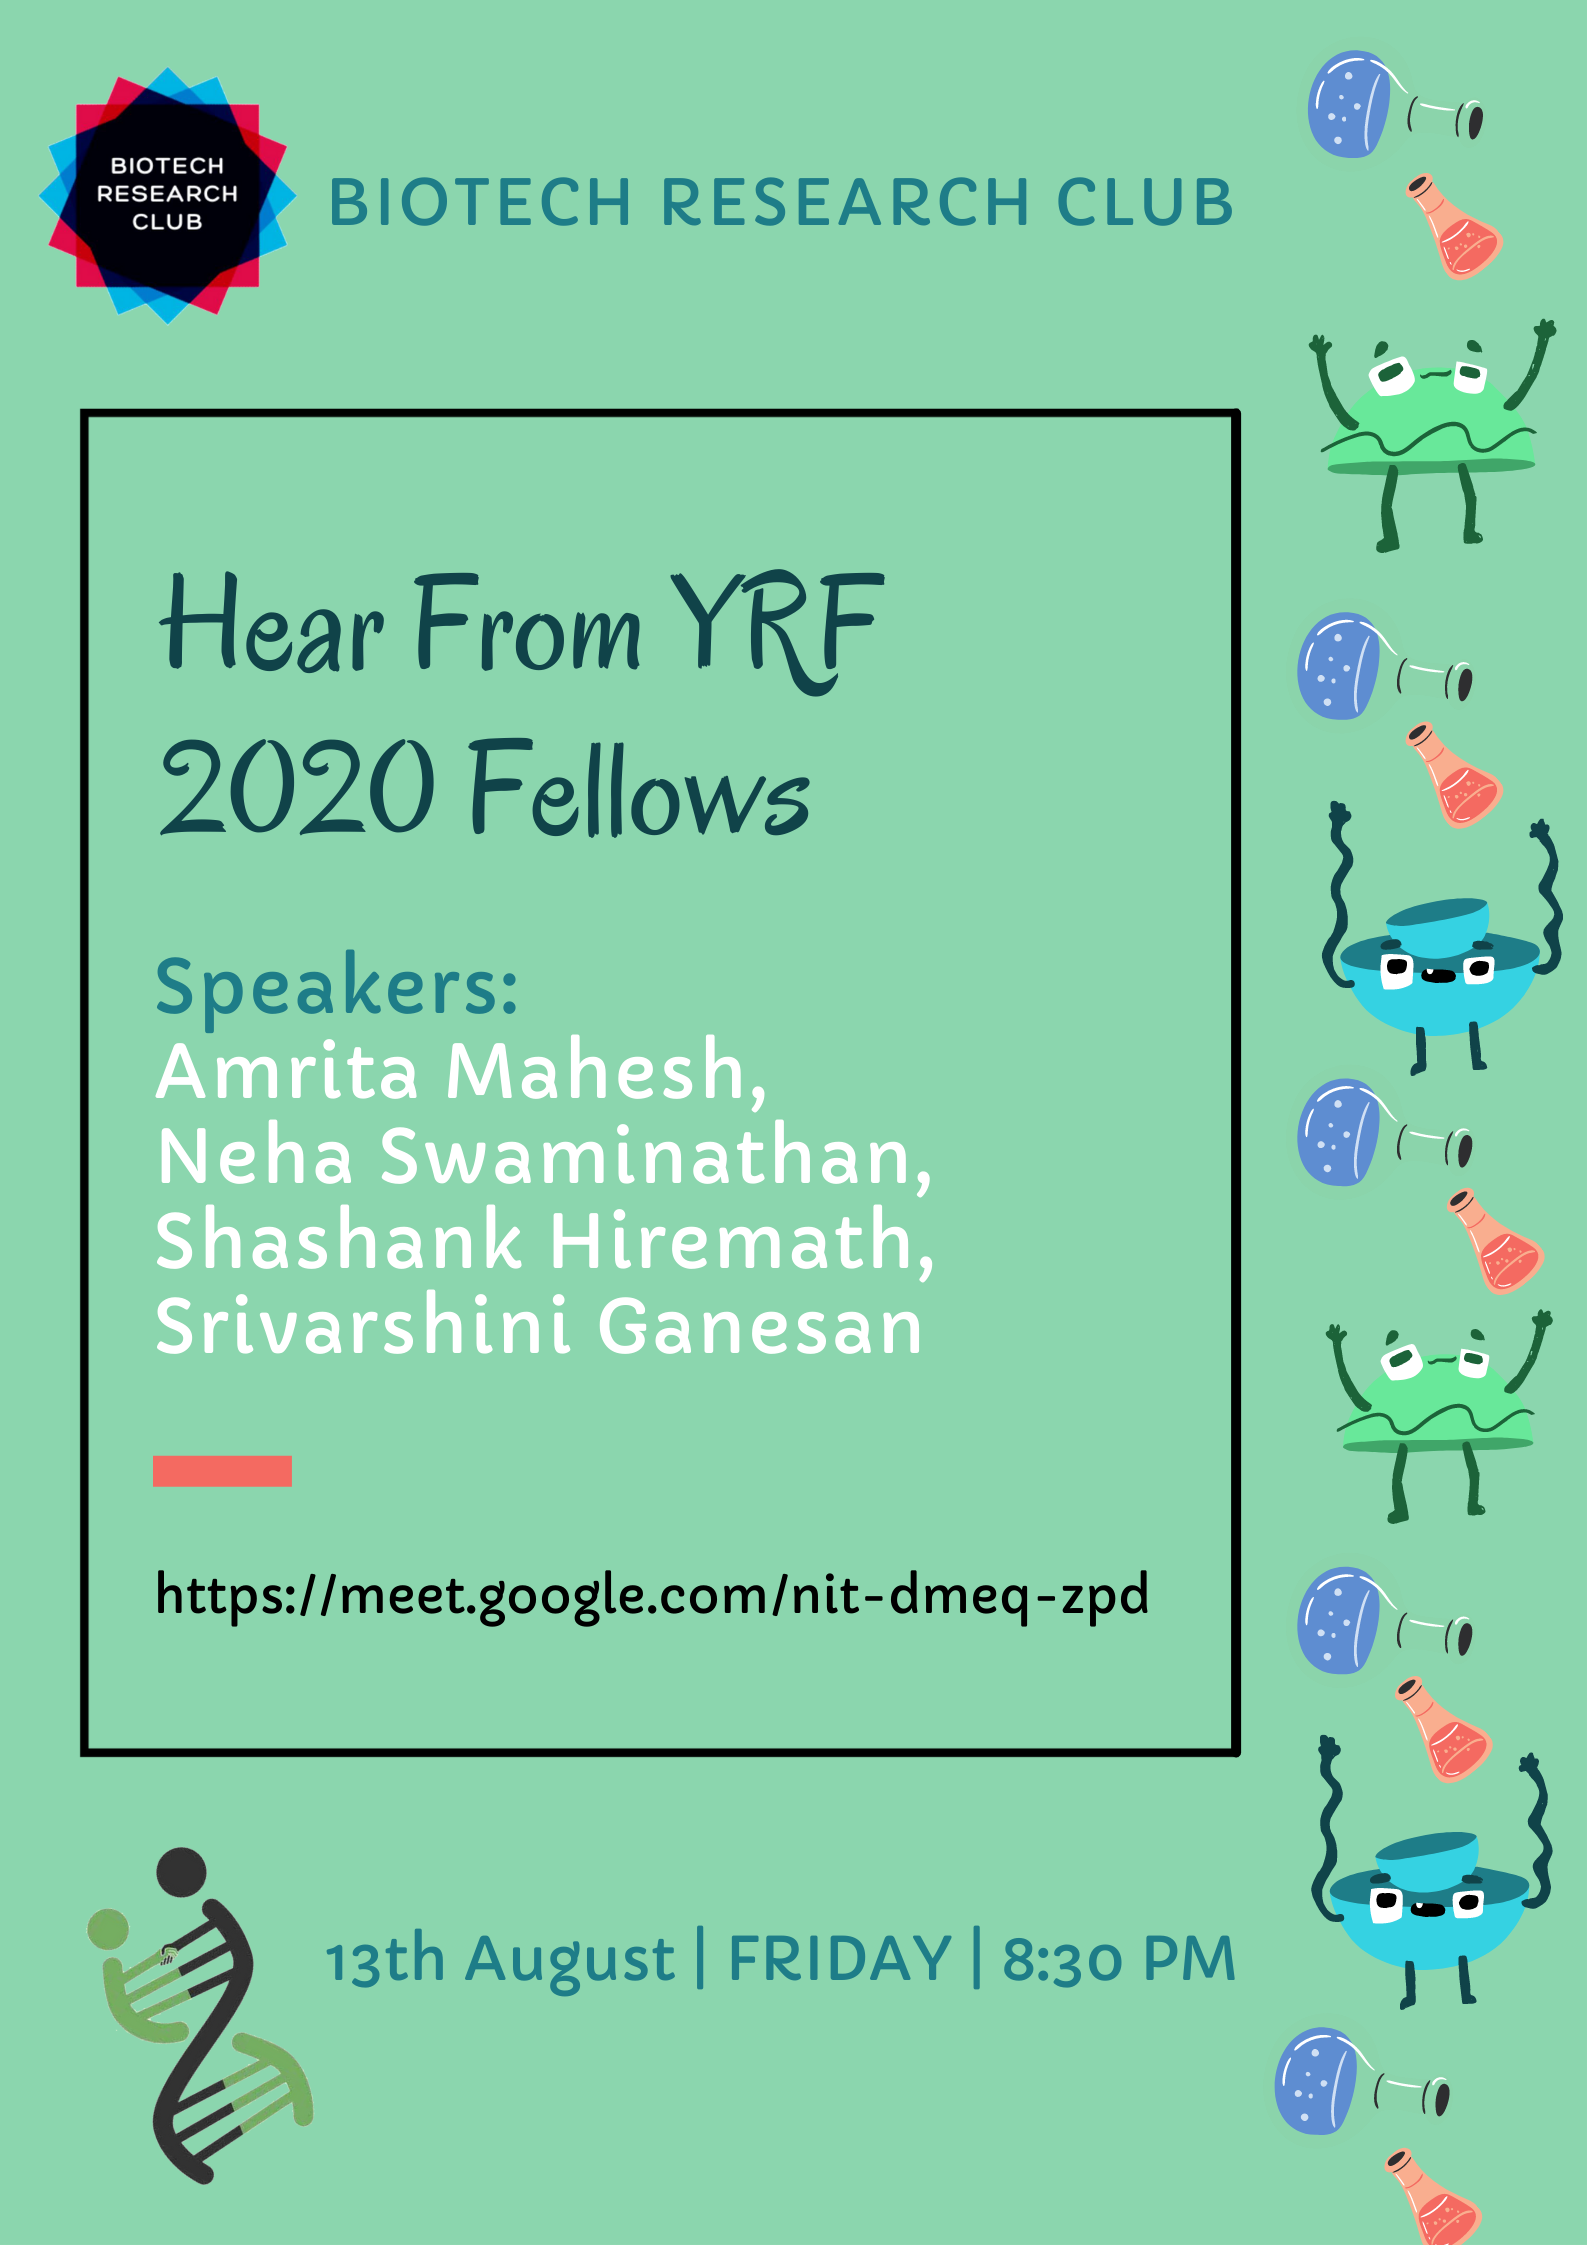 BIOTECH
RESEARCH
CLUB
BIOTECH RESEARCH CLUB
Hear From YRF
2020 Fellows
Speakers:
Amrita Mahesh,
Neha Swaminathan,
Shashank Hiremath,
Srivarshini Ganesan
https://meet.google.com/nit-dmeq-zpd
13th August | FRIDAY | 8:30 PM